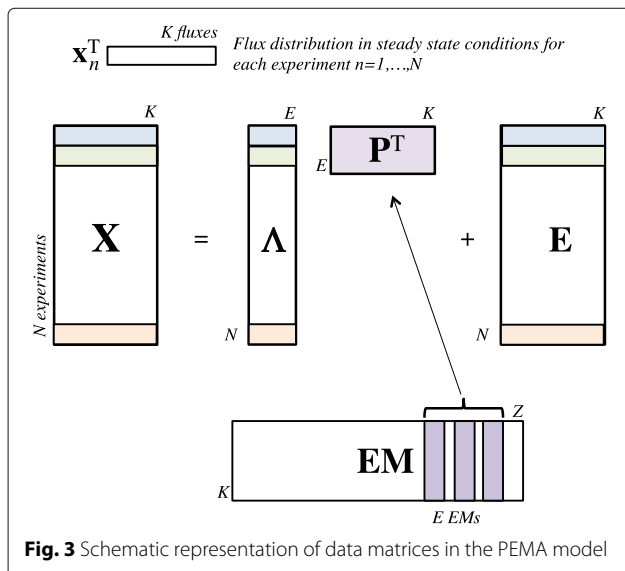 K fluxes
x_n^T
Flux distribution in steady state conditions for
each experiment n=1,…,N
K
E
K
K
E
P^T
N experiments
X
=
Λ
+
E
N
N
Z
EM
K
E EMs
Fig. 3 Schematic representation of data matrices in the PEMA model